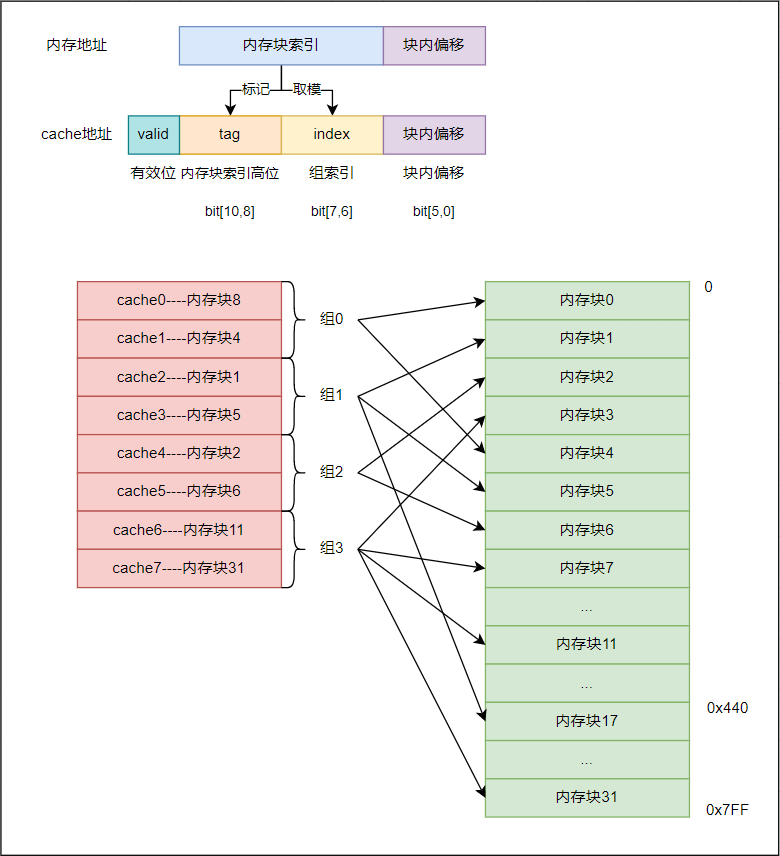 内存地址
内存块索引
块内偏移
标记
取模
cache地址
valid
tag
index
块内偏移
有效位
内存块索引高位
组索引
块内偏移
bit[10,8]
bit[7,6]
bit[5,0]
cache0----内存块8
cache1----内存块4
cache2----内存块1
cache3----内存块5
cache4----内存块2
cache5----内存块6
cache6----内存块11
cache7----内存块31
组0
组1
组2
组3
内存块0
内存块1
内存块2
内存块3
内存块4
内存块5
内存块6
内存块7
...
内存块11
...
内存块17
...
内存块31
0
0x440
0x7FF